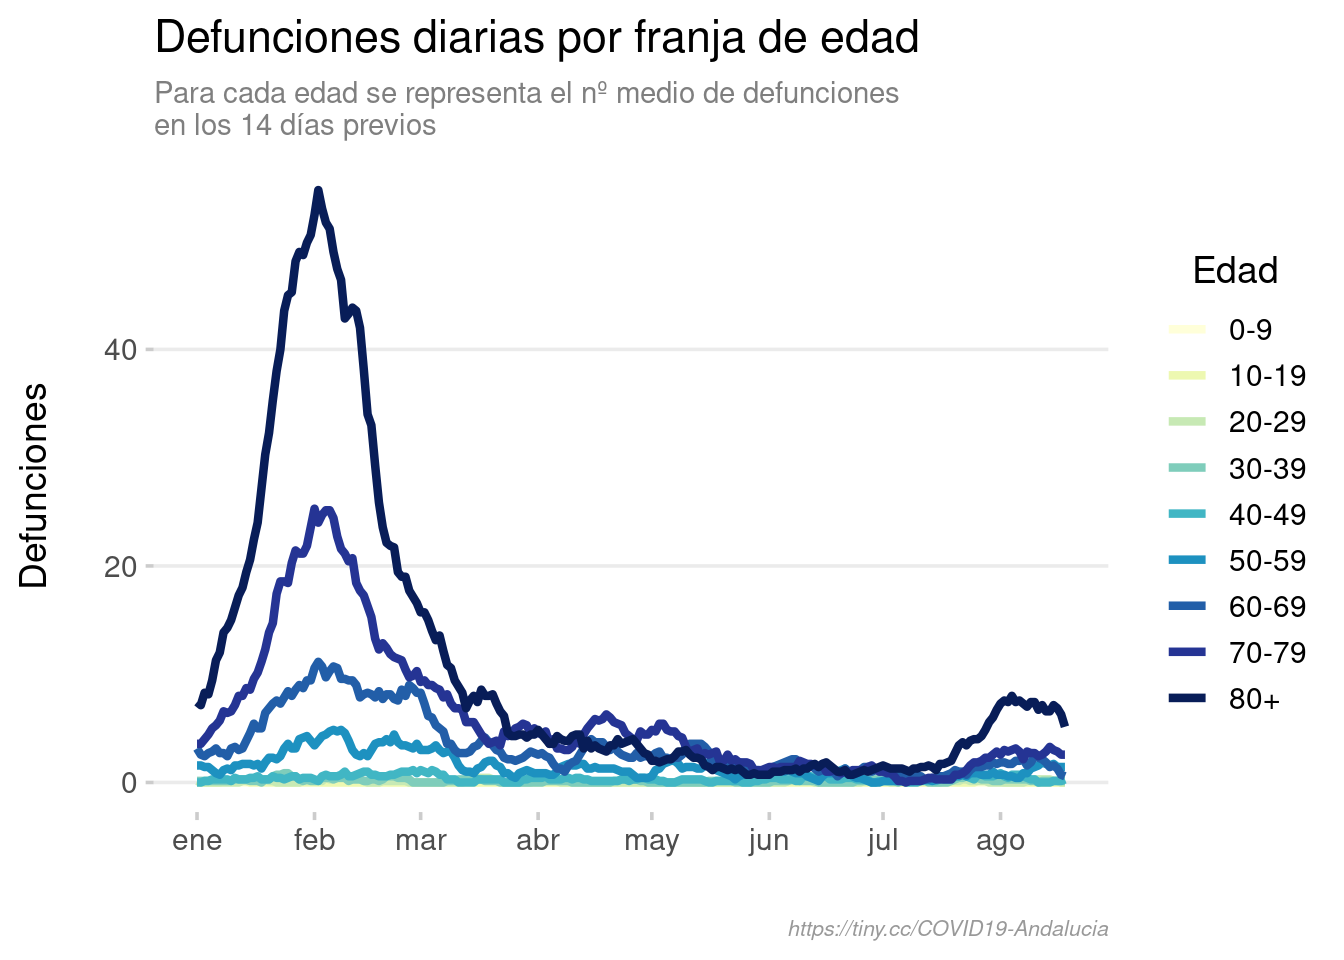 Defunciones diarias por franja de edad
Para cada edad se representa el nº medio de defunciones
en los 14 días previos
Defunciones
40
20
0
ene
feb
mar
abr
may
jun
jul
ago
Edad
0-9
10-19
20-29
30-39
40-49
50-59
60-69
70-79
80+
https://tiny.cc/COVID19-Andalucia